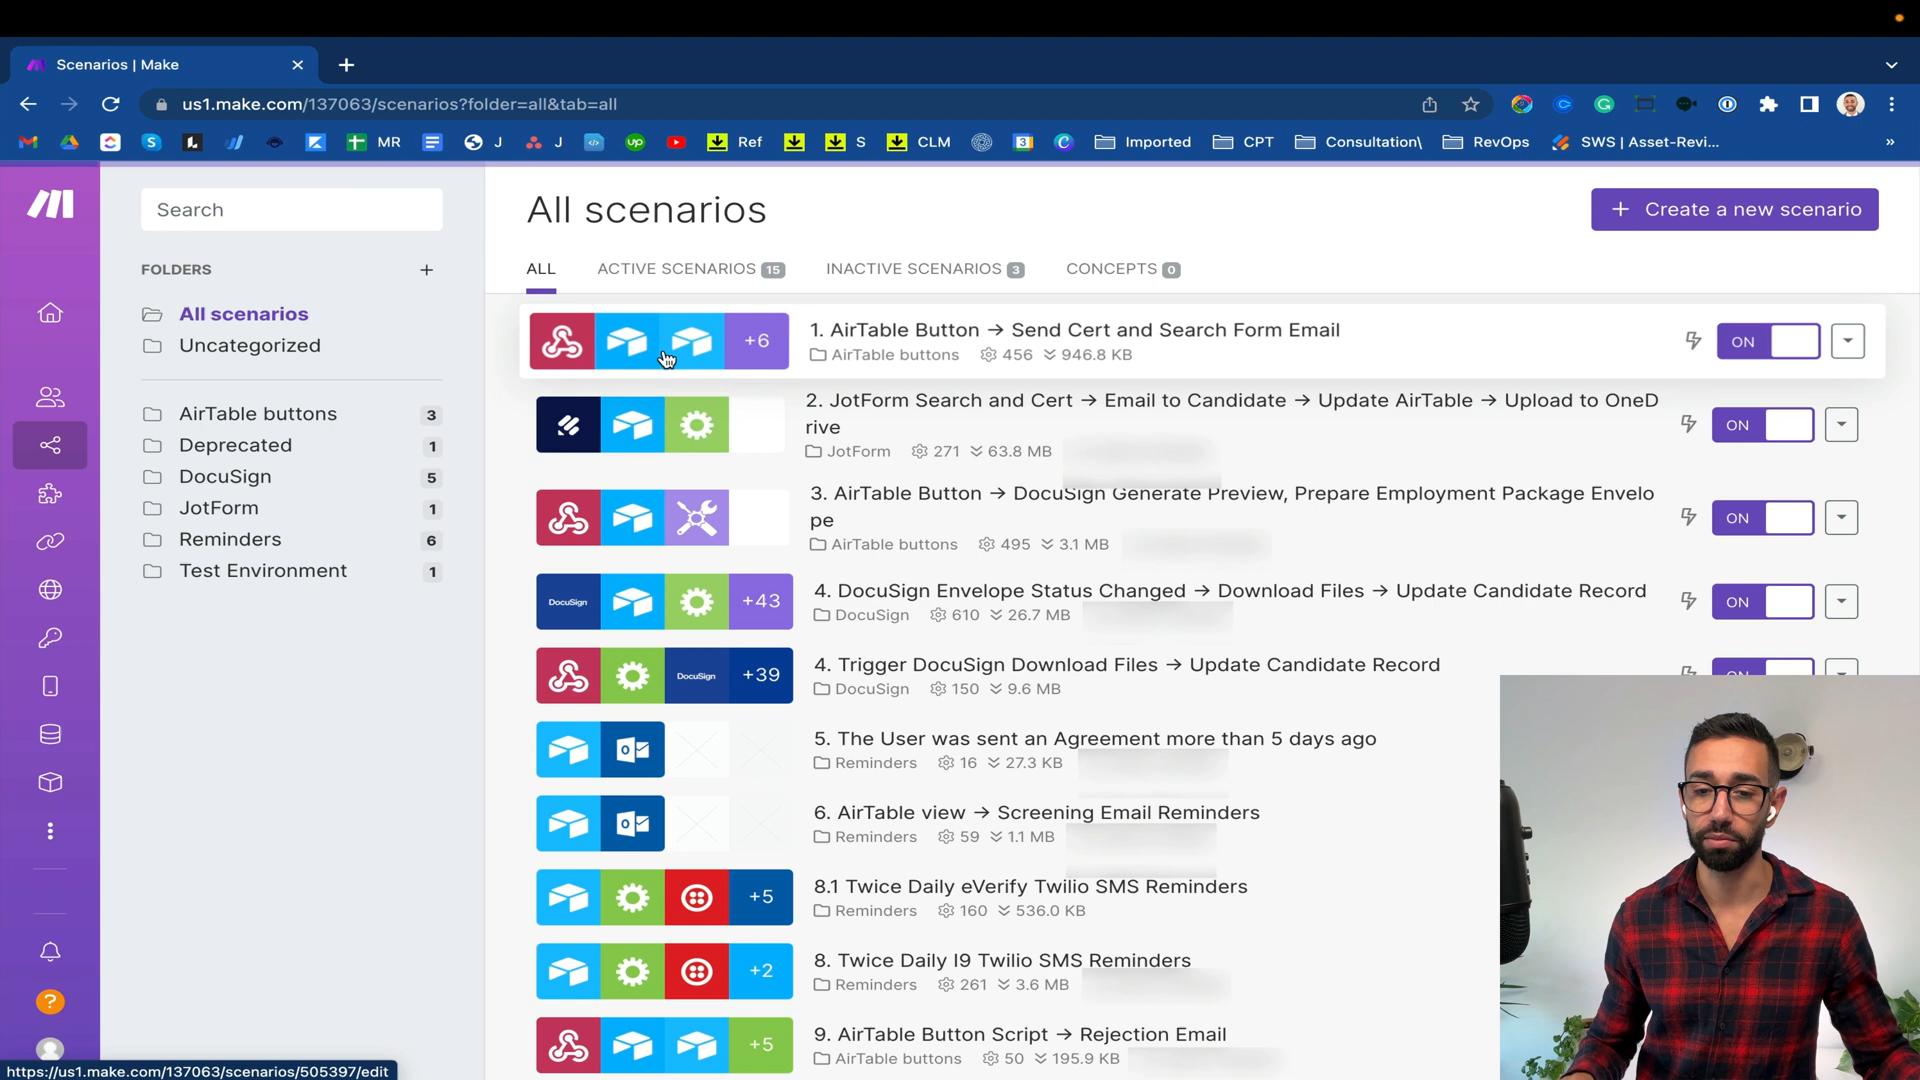 Scenarios | Make
us1.make.com/137063/scenarios?folder=all&tab=all
MR
J
J
up
Ref
S
CLM
3
Imported
CPT
Consultation\
RevOps
SWS | Asset-Revi...
»
Search
All scenarios
+ Create a new scenario
FOLDERS +
ALL
ACTIVE SCENARIOS 15
INACTIVE SCENARIOS 3
CONCEPTS 0
All scenarios
Uncategorized
AirTable buttons 3
Deprecated 1
DocuSign 5
JotForm 1
Reminders 6
Test Environment 1
+6
1. AirTable Button → Send Cert and Search Form Email
AirTable buttons 456 946.8 KB
ON
2. JotForm Search and Cert → Email to Candidate → Update AirTable → Upload to OneD
rive
JotForm 271 63.8 MB
ON
3. AirTable Button → DocuSign Generate Preview, Prepare Employment Package Envelo
pe
AirTable buttons 495 3.1 MB
ON
DocuSign +43
4. DocuSign Envelope Status Changed → Download Files → Update Candidate Record
DocuSign 610 26.7 MB
ON
DocuSign +39
4. Trigger DocuSign Download Files → Update Candidate Record
DocuSign 150 9.6 MB
ON
5. The User was sent an Agreement more than 5 days ago
Reminders 16 27.3 KB
6. AirTable view → Screening Email Reminders
Reminders 59 1.1 MB
+5
8.1 Twice Daily eVerify Twilio SMS Reminders
Reminders 160 536.0 KB
+2
8. Twice Daily I9 Twilio SMS Reminders
Reminders 261 3.6 MB
+5
9. AirTable Button Script → Rejection Email
AirTable buttons 50 195.9 KB
?
https://us1.make.com/137063/scenarios/505397/edit